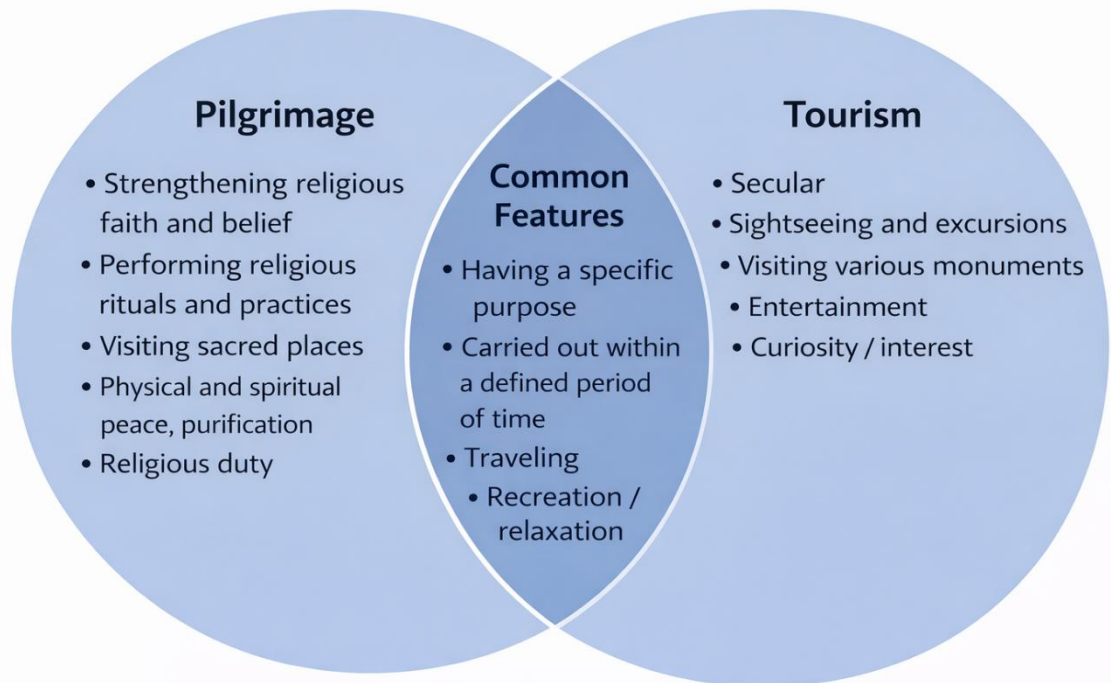 Pilgrimage
• Strengthening religious
faith and belief
• Performing religious
rituals and practices
• Visiting sacred places
• Physical and spiritual
peace, purification
• Religious duty
Common
Features
• Having a specific
purpose
• Carried out within
a defined period
of time
• Traveling
• Recreation /
relaxation
Tourism
• Secular
• Sightseeing and excursions
• Visiting various monuments
• Entertainment
• Curiosity / interest